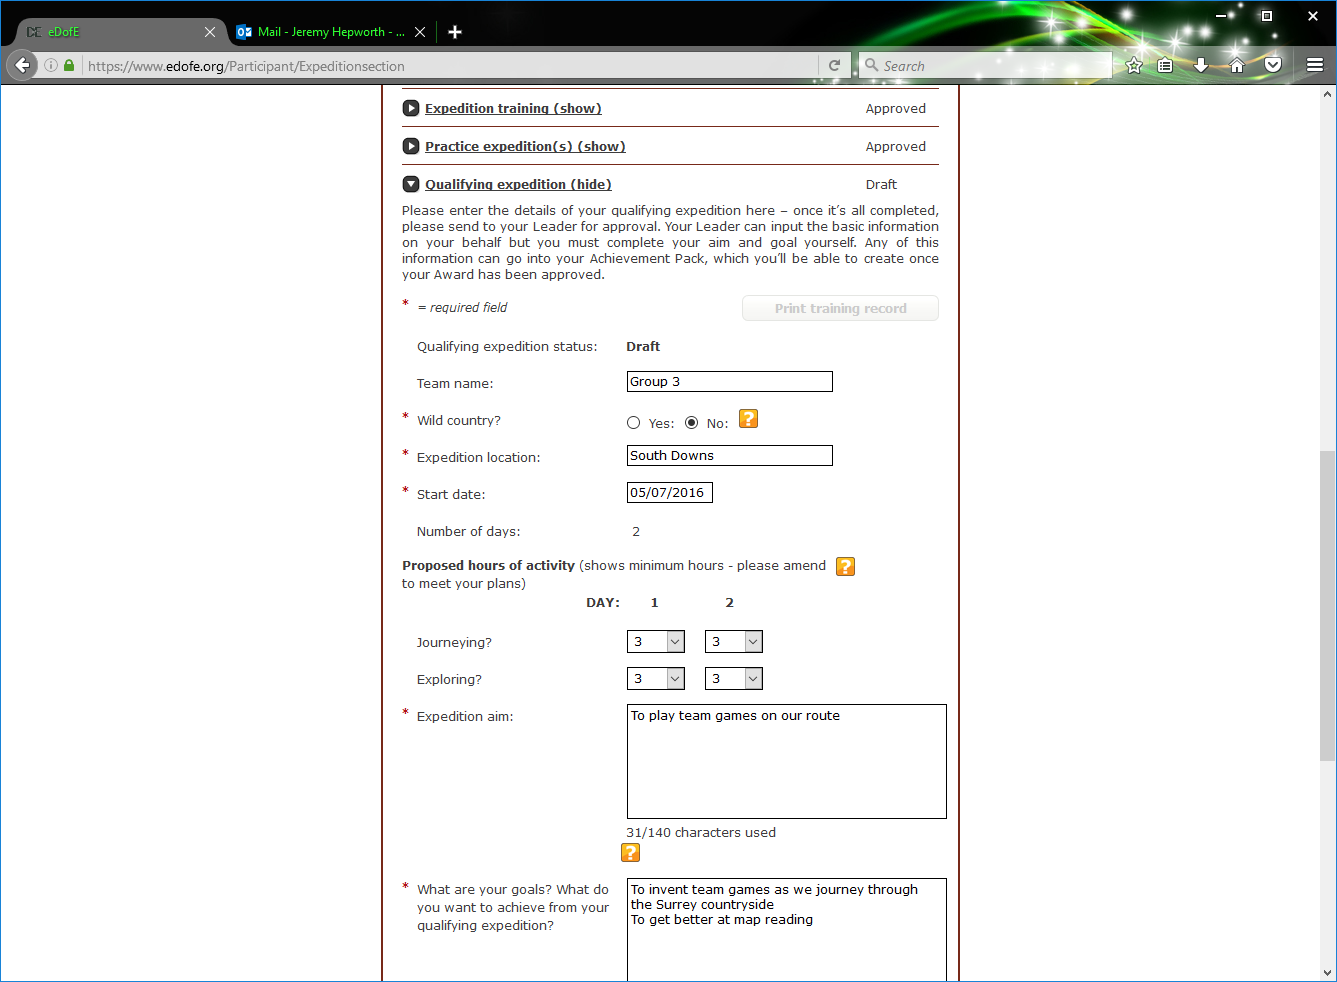 eDofE
Mail - Jeremy Hepworth - ...
https://www.edofe.org/Participant/Expeditionsection
Search
Expedition training (show) Approved
Practice expedition(s) (show) Approved
Qualifying expedition (hide) Draft
Please enter the details of your qualifying expedition here – once it's all completed,
please send to your Leader for approval. Your Leader can input the basic information
on your behalf but you must complete your aim and goal yourself. Any of this
information can go into your Achievement Pack, which you'll be able to create once
your Award has been approved.
* = required field
Print training record
Qualifying expedition status: Draft
Team name: Group 3
* Wild country? Yes: No: ?
* Expedition location: South Downs
* Start date: 05/07/2016
Number of days: 2
Proposed hours of activity (shows minimum hours - please amend ?
to meet your plans)
DAY: 1 2
Journeying? 3 3
Exploring? 3 3
* Expedition aim: To play team games on our route
31/140 characters used
?
* What are your goals? What do
you want to achieve from your
qualifying expedition?
To invent team games as we journey through
the Surrey countryside
To get better at map reading